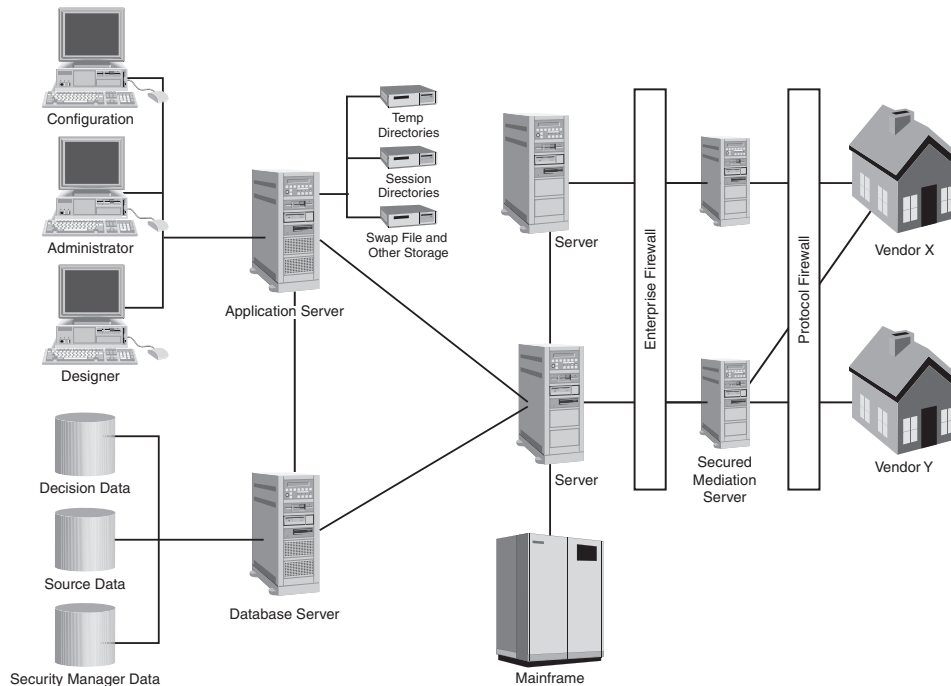 Configuration
Administrator
Designer
Temp
Directories
Session
Directories
Swap File and
Other Storage
Application Server
Server
Enterprise Firewall
Protocol Firewall
Vendor X
Decision Data
Source Data
Security Manager Data
Database Server
Server
Secured
Mediation
Server
Vendor Y
Mainframe